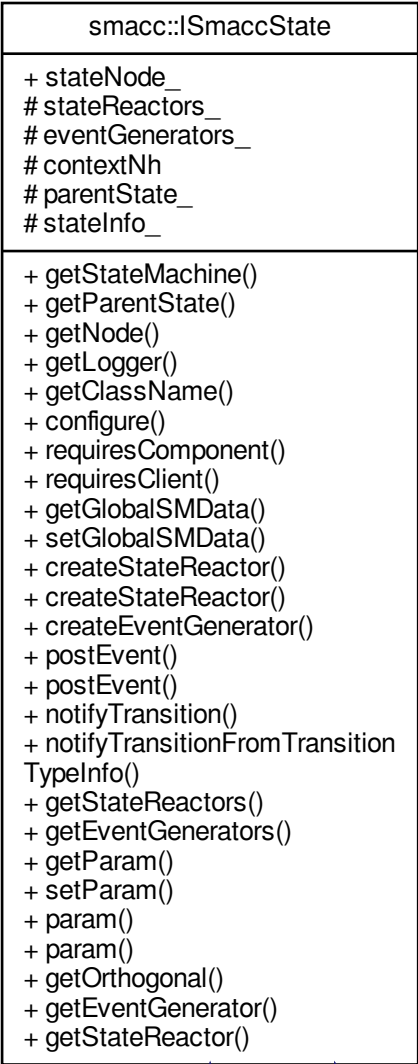 smacc::ISmaccState
+ stateNode_
# stateReactors_
# eventGenerators_
# contextNh
# parentState_
# stateInfo_
+ getStateMachine()
+ getParentState()
+ getNode()
+ getLogger()
+ getClassName()
+ configure()
+ requiresComponent()
+ requiresClient()
+ getGlobalSMData()
+ setGlobalSMData()
+ createStateReactor()
+ createStateReactor()
+ createEventGenerator()
+ postEvent()
+ postEvent()
+ notifyTransition()
+ notifyTransitionFromTransition
TypeInfo()
+ getStateReactors()
+ getEventGenerators()
+ getParam()
+ setParam()
+ param()
+ param()
+ getOrthogonal()
+ getEventGenerator()
+ getStateReactor()